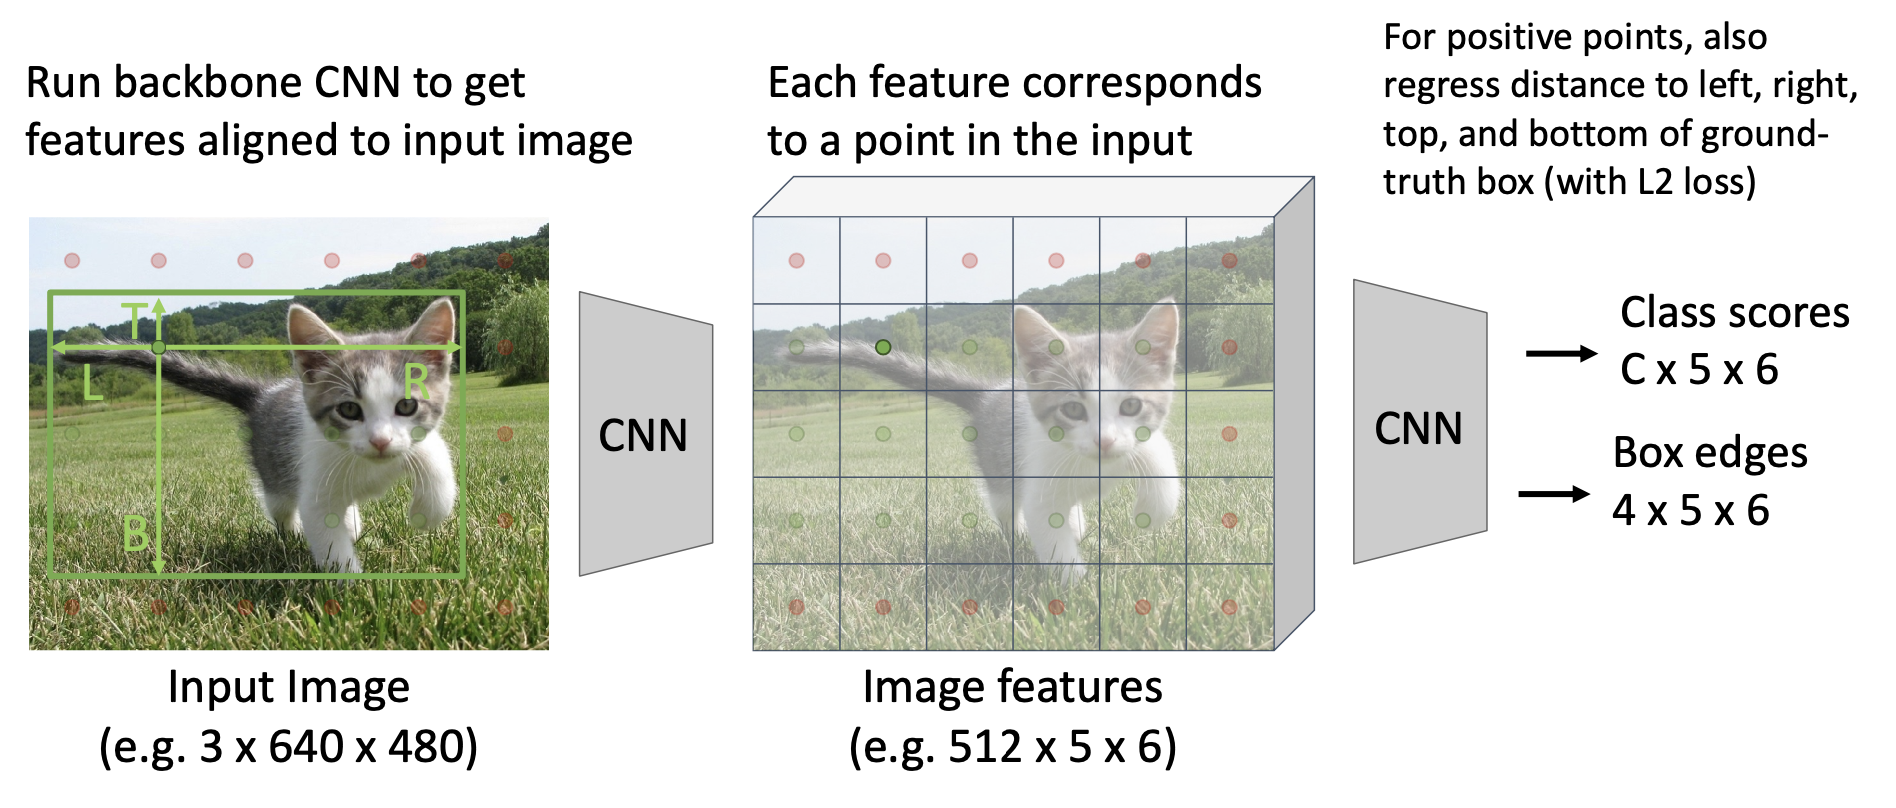 Run backbone CNN to get
features aligned to input image
Each feature corresponds
to a point in the input
For positive points, also
regress distance to left, right,
top, and bottom of ground-
truth box (with L2 loss)
T
L
R
B
CNN
CNN
Class scores
C x 5 x 6
Box edges
4 x 5 x 6
Input Image
(e.g. 3 x 640 x 480)
Image features
(e.g. 512 x 5 x 6)